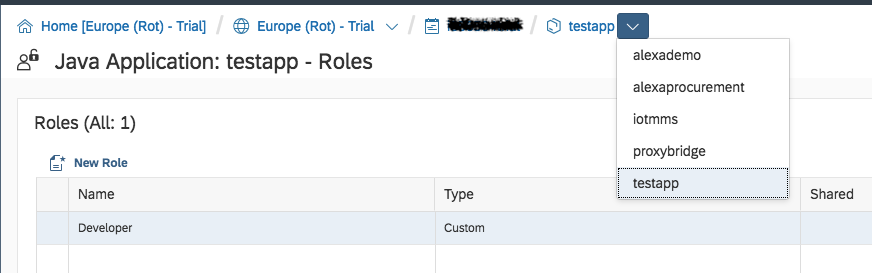 Home [Europe (Rot) - Trial] / Europe (Rot) - Trial / / testapp
Java Application: testapp - Roles
alexademo
alexaprocurement
iotmms
proxybridge
testapp
Roles (All: 1)
New Role
Name Type Shared
Developer Custom